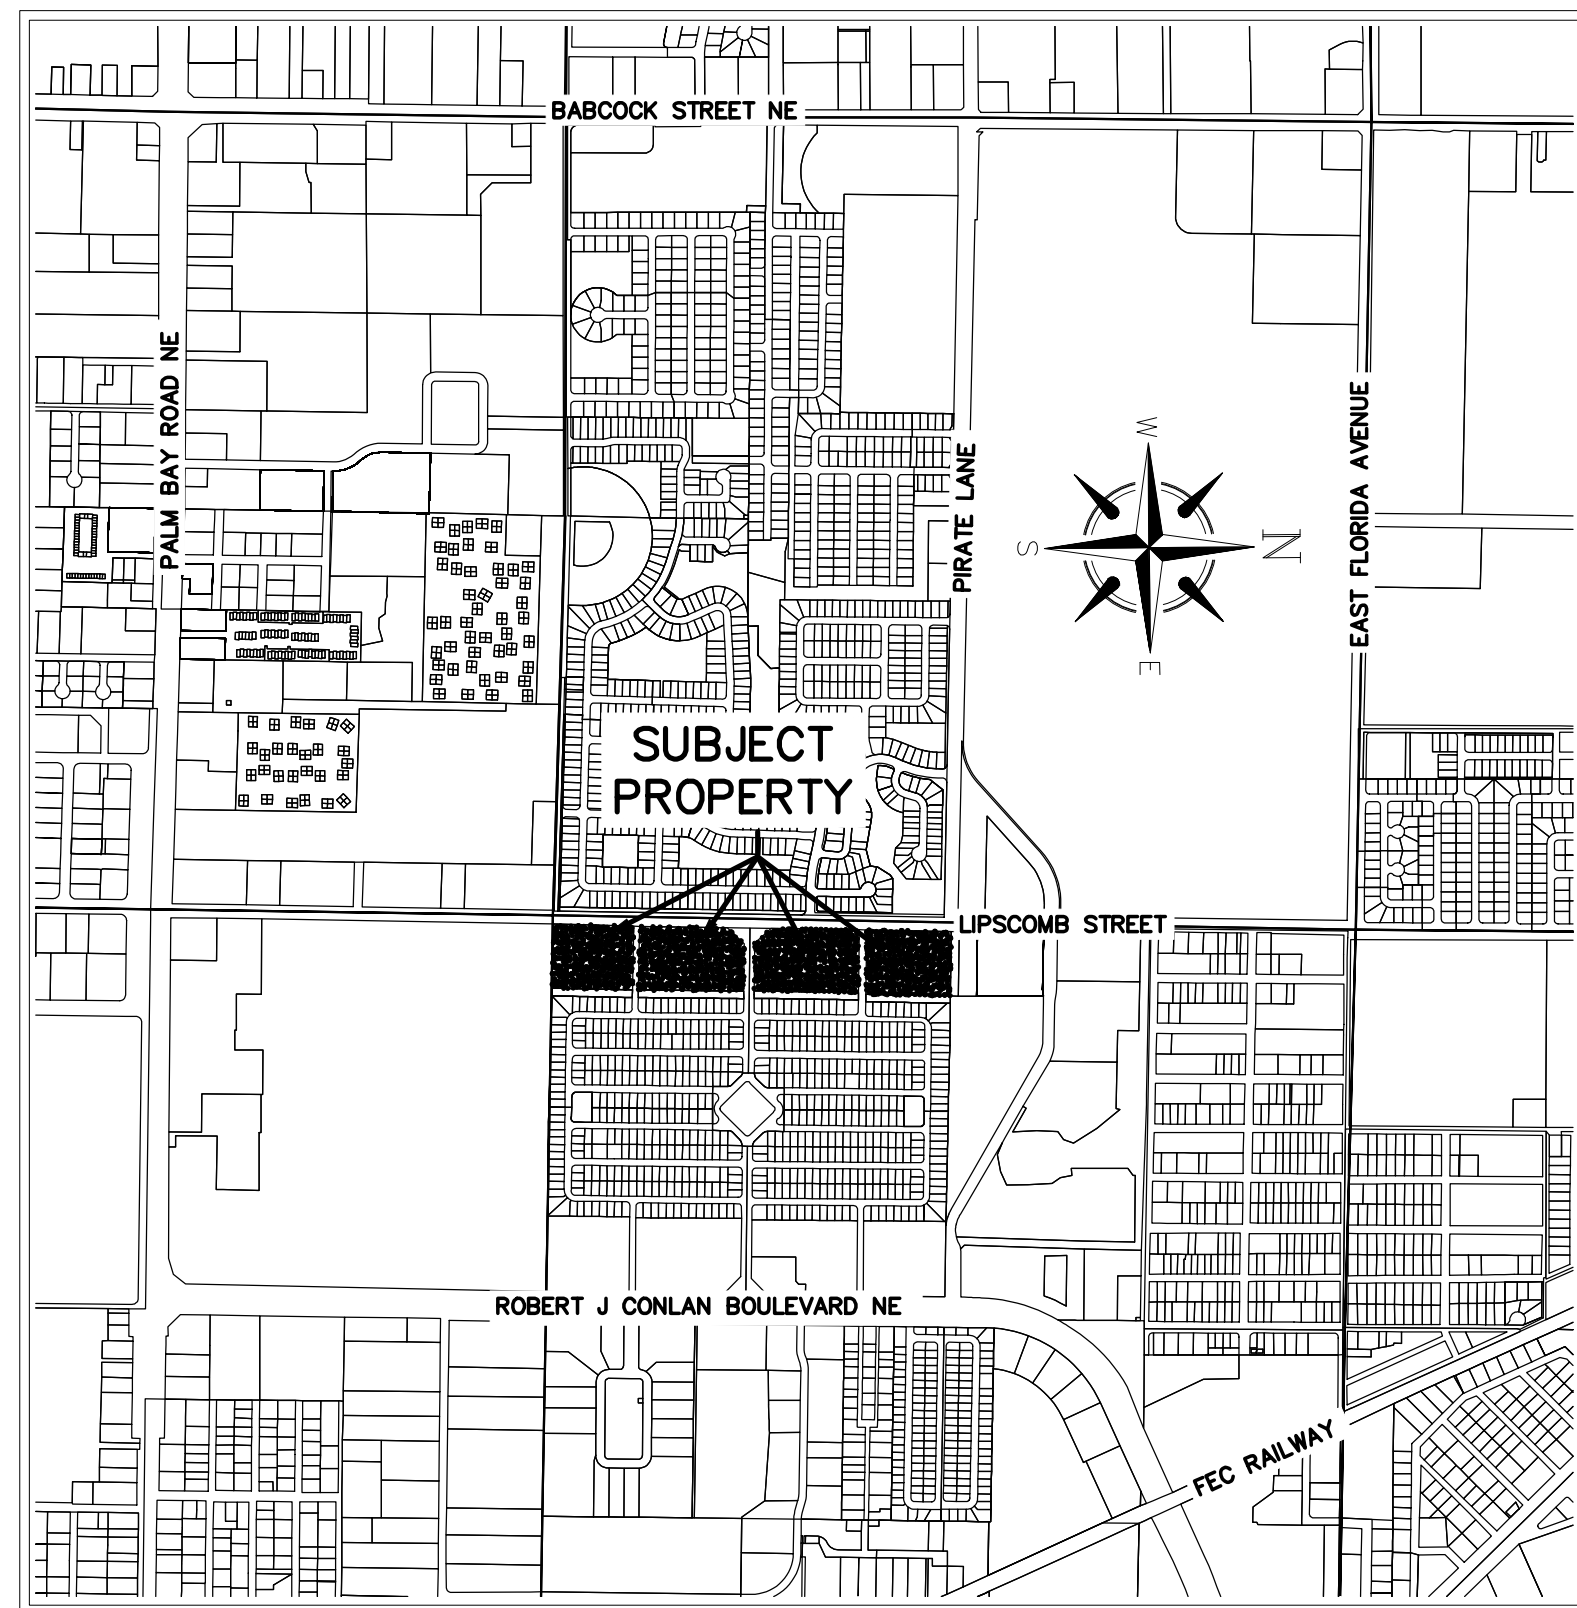 BABCOCK STREET NE
PALM BAY ROAD NE
PIRATE LANE
EAST FLORIDA AVENUE
W
S
N
E
SUBJECT
PROPERTY
LIPSCOMB STREET
ROBERT J CONLAN BOULEVARD NE
FEC RAILWAY